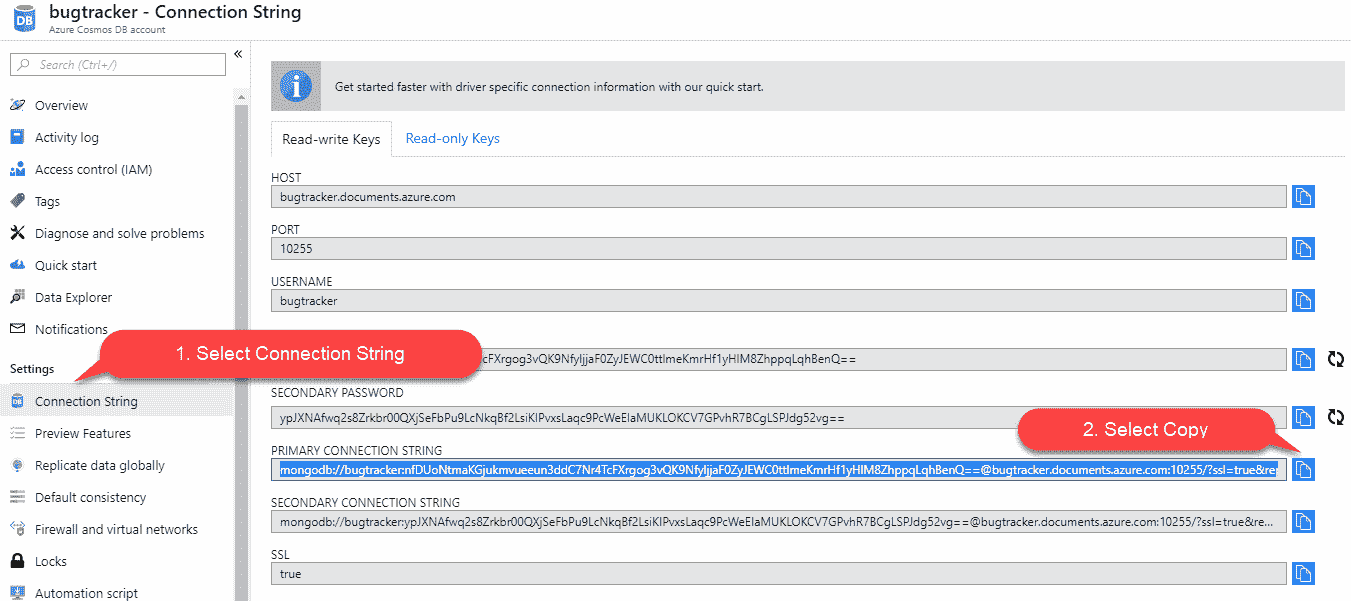 bugtracker - Connection String
Azure Cosmos DB account
Search (Ctrl+/)
«
Overview
Activity log
Access control (IAM)
Tags
Diagnose and solve problems
Quick start
Data Explorer
Notifications
Settings
Connection String
Preview Features
Replicate data globally
Default consistency
Firewall and virtual networks
Locks
Automation script
Get started faster with driver specific connection information with our quick start.
Read-write Keys Read-only Keys
HOST
bugtracker.documents.azure.com
PORT
10255
USERNAME
bugtracker
1. Select Connection String
cFXrgog3vQK9NfyIjjaF0ZyJEWC0ttImeKmrHf1yHIM8ZhppqLqhBenQ==
SECONDARY PASSWORD
ypJXNAfwq2s8Zrkbr00QXjSeFbPu9LcNkqBf2LsiKIPvxsLaqc9PcWeEIaMUKLOKCV7GPvhR7BCgLSPJdg52vg==
2. Select Copy
PRIMARY CONNECTION STRING
mongodb://bugtracker:nfDUoNtmaKGjukmvueeun3ddC7Nr4TcFXrgog3vQK9NfyIjjaF0ZyJEWC0ttImeKmrHf1yHIM8ZhppqLqhBenQ==@bugtracker.documents.azure.com:10255/?ssl=true&re
SECONDARY CONNECTION STRING
mongodb://bugtracker:ypJXNAfwq2s8Zrkbr00QXjSeFbPu9LcNkqBf2LsiKIPvxsLaqc9PcWeEIaMUKLOKCV7GPvhR7BCgLSPJdg52vg==@bugtracker.documents.azure.com:10255/?ssl=true&re...
SSL
true